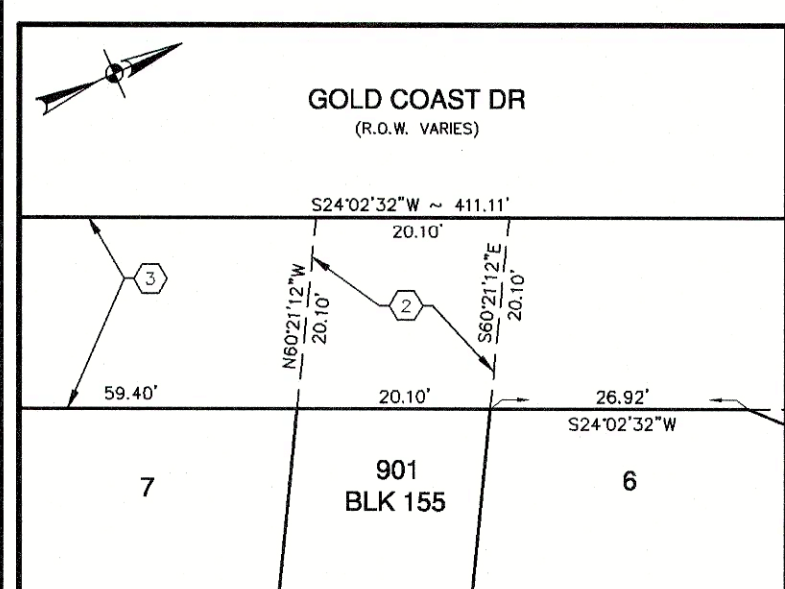 GOLD COAST DR
(R.O.W. VARIES)
S24°02'32"W ~ 411.11'
20.10'
N60°21'12"W
20.10'
S60°21'12"E
20.10'
3
2
59.40'
20.10'
26.92'
S24°02'32"W
7
901
BLK 155
6